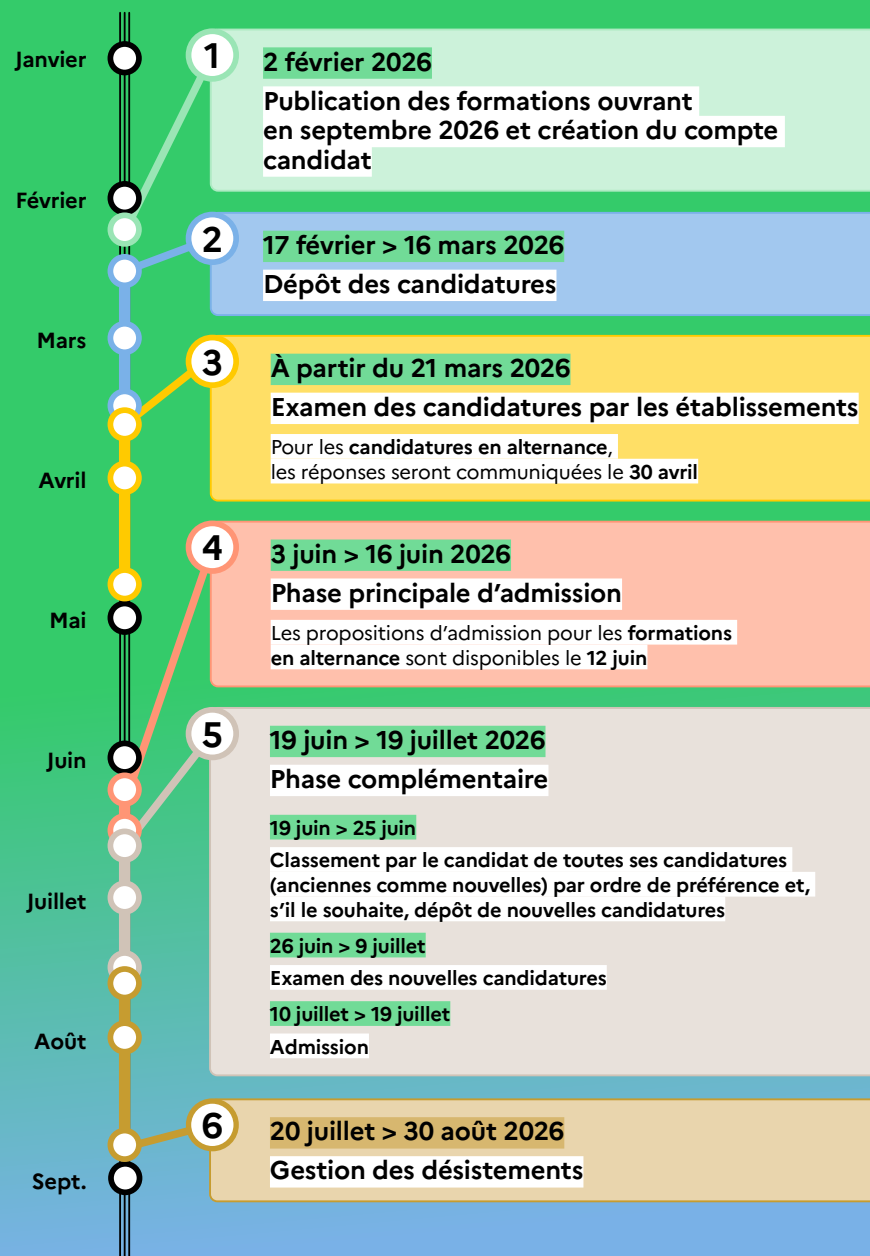 Janvier
1
2 février 2026
Publication des formations ouvrant
en septembre 2026 et création du compte
candidat
Février
2
17 février > 16 mars 2026
Dépôt des candidatures
Mars
3
À partir du 21 mars 2026
Examen des candidatures par les établissements
Pour les candidatures en alternance,
les réponses seront communiquées le 30 avril
Avril
4
3 juin > 16 juin 2026
Phase principale d’admission
Les propositions d’admission pour les formations
en alternance sont disponibles le 12 juin
Mai
5
19 juin > 19 juillet 2026
Phase complémentaire
Juin
19 juin > 25 juin
Classement par le candidat de toutes ses candidatures
(anciennes comme nouvelles) par ordre de préférence et,
s’il le souhaite, dépôt de nouvelles candidatures
Juillet
26 juin > 9 juillet
Examen des nouvelles candidatures
10 juillet > 19 juillet
Admission
Août
6
20 juillet > 30 août 2026
Gestion des désistements
Sept.